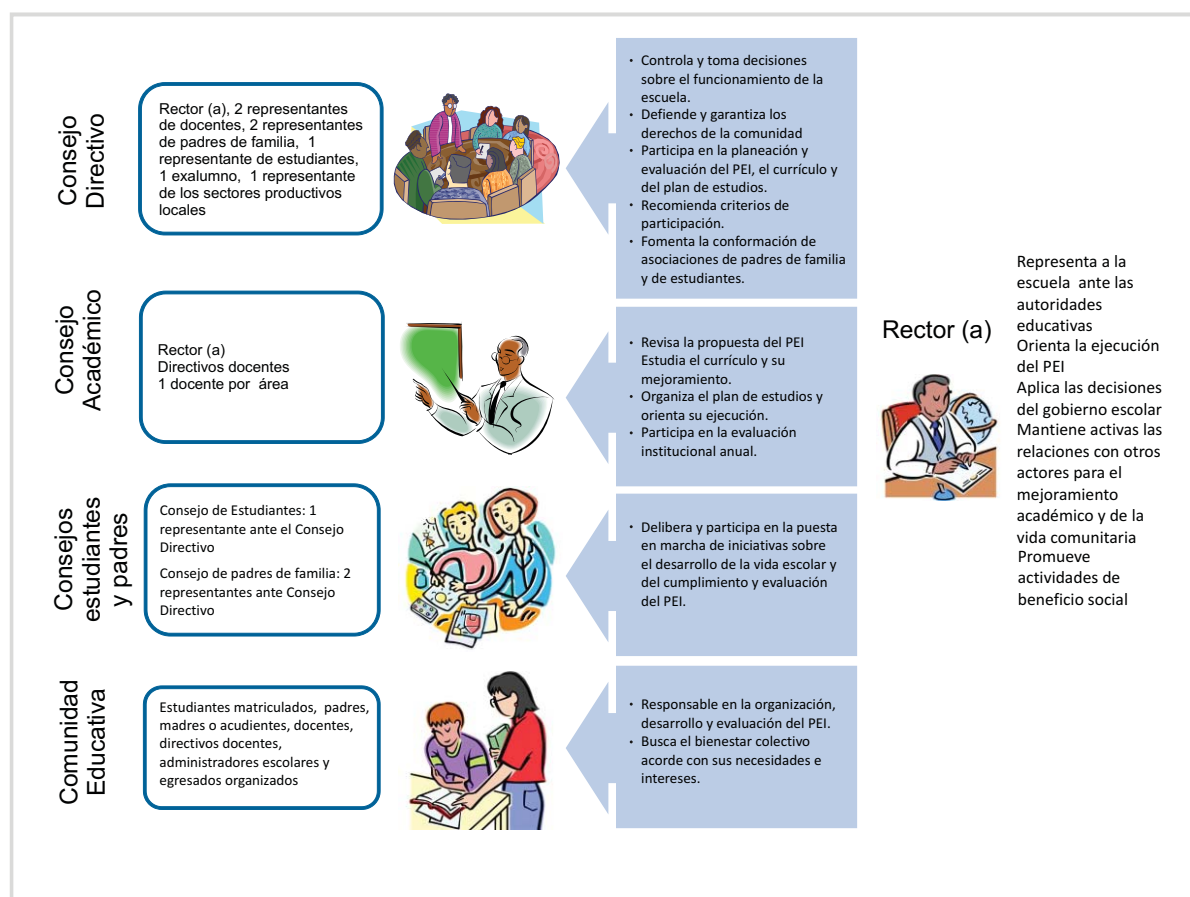 Consejo
Directivo
Rector (a), 2 representantes
de docentes, 2 representantes
de padres de familia, 1
representante de estudiantes,
1 exalumno, 1 representante
de los sectores productivos
locales
• Controla y toma decisiones
sobre el funcionamiento de la
escuela.
• Defiende y garantiza los
derechos de la comunidad
• Participa en la planeación y
evaluación del PEI, el currículo y
del plan de estudios.
• Recomienda criterios de
participación.
• Fomenta la conformación de
asociaciones de padres de familia
y de estudiantes.
Consejo
Académico
Rector (a)
Directivos docentes
1 docente por área
• Revisa la propuesta del PEI
Estudia el currículo y su
mejoramiento.
• Organiza el plan de estudios y
orienta su ejecución.
• Participa en la evaluación
institucional anual.
Consejos
estudiantes
y padres
Consejo de Estudiantes: 1
representante ante el Consejo
Directivo
Consejo de padres de familia: 2
representantes ante Consejo
Directivo
• Delibera y participa en la puesta
en marcha de iniciativas sobre
el desarrollo de la vida escolar y
del cumplimiento y evaluación
del PEI.
Comunidad
Educativa
Estudiantes matriculados, padres,
madres o acudientes, docentes,
directivos docentes,
administradores escolares y
egresados organizados
• Responsable en la organización,
desarrollo y evaluación del PEI.
• Busca el bienestar colectivo
acorde con sus necesidades e
intereses.
Rector (a)
Representa a la
escuela ante las
autoridades
educativas
Orienta la ejecución
del PEI
Aplica las decisiones
del gobierno escolar
Mantiene activas las
relaciones con otros
actores para el
mejoramiento
académico y de la
vida comunitaria
Promueve
actividades de
beneficio social